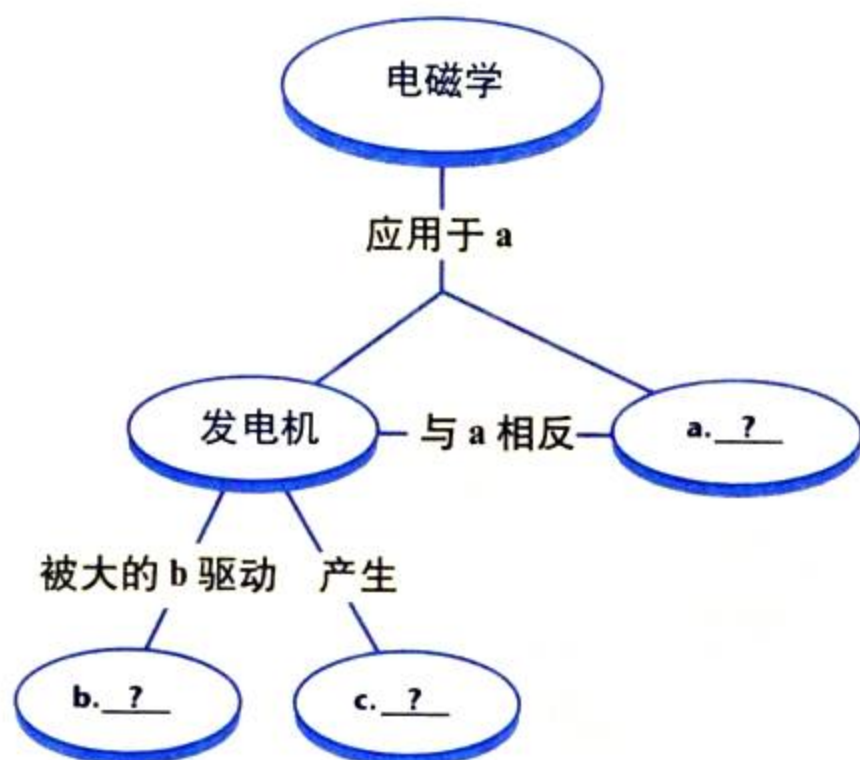 电磁学
应用于 a
发电机
与 a 相反
a. ?
被大的 b 驱动
产生
b. ?
c. ?